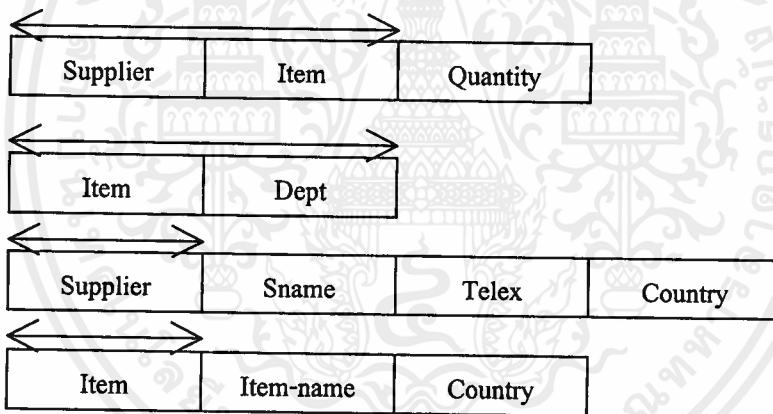 Supplier Item Quantity
Item Dept
Supplier Sname Telex Country
Item Item-name Country